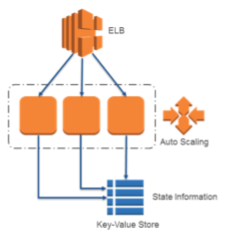 ELB
Auto Scaling
State Information
Key-Value Store